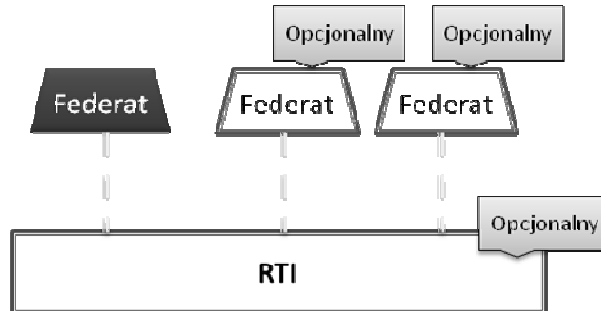 Opcjonalny
Opcjonalny
Federat
Federat
Federat
Opcjonalny
RTI